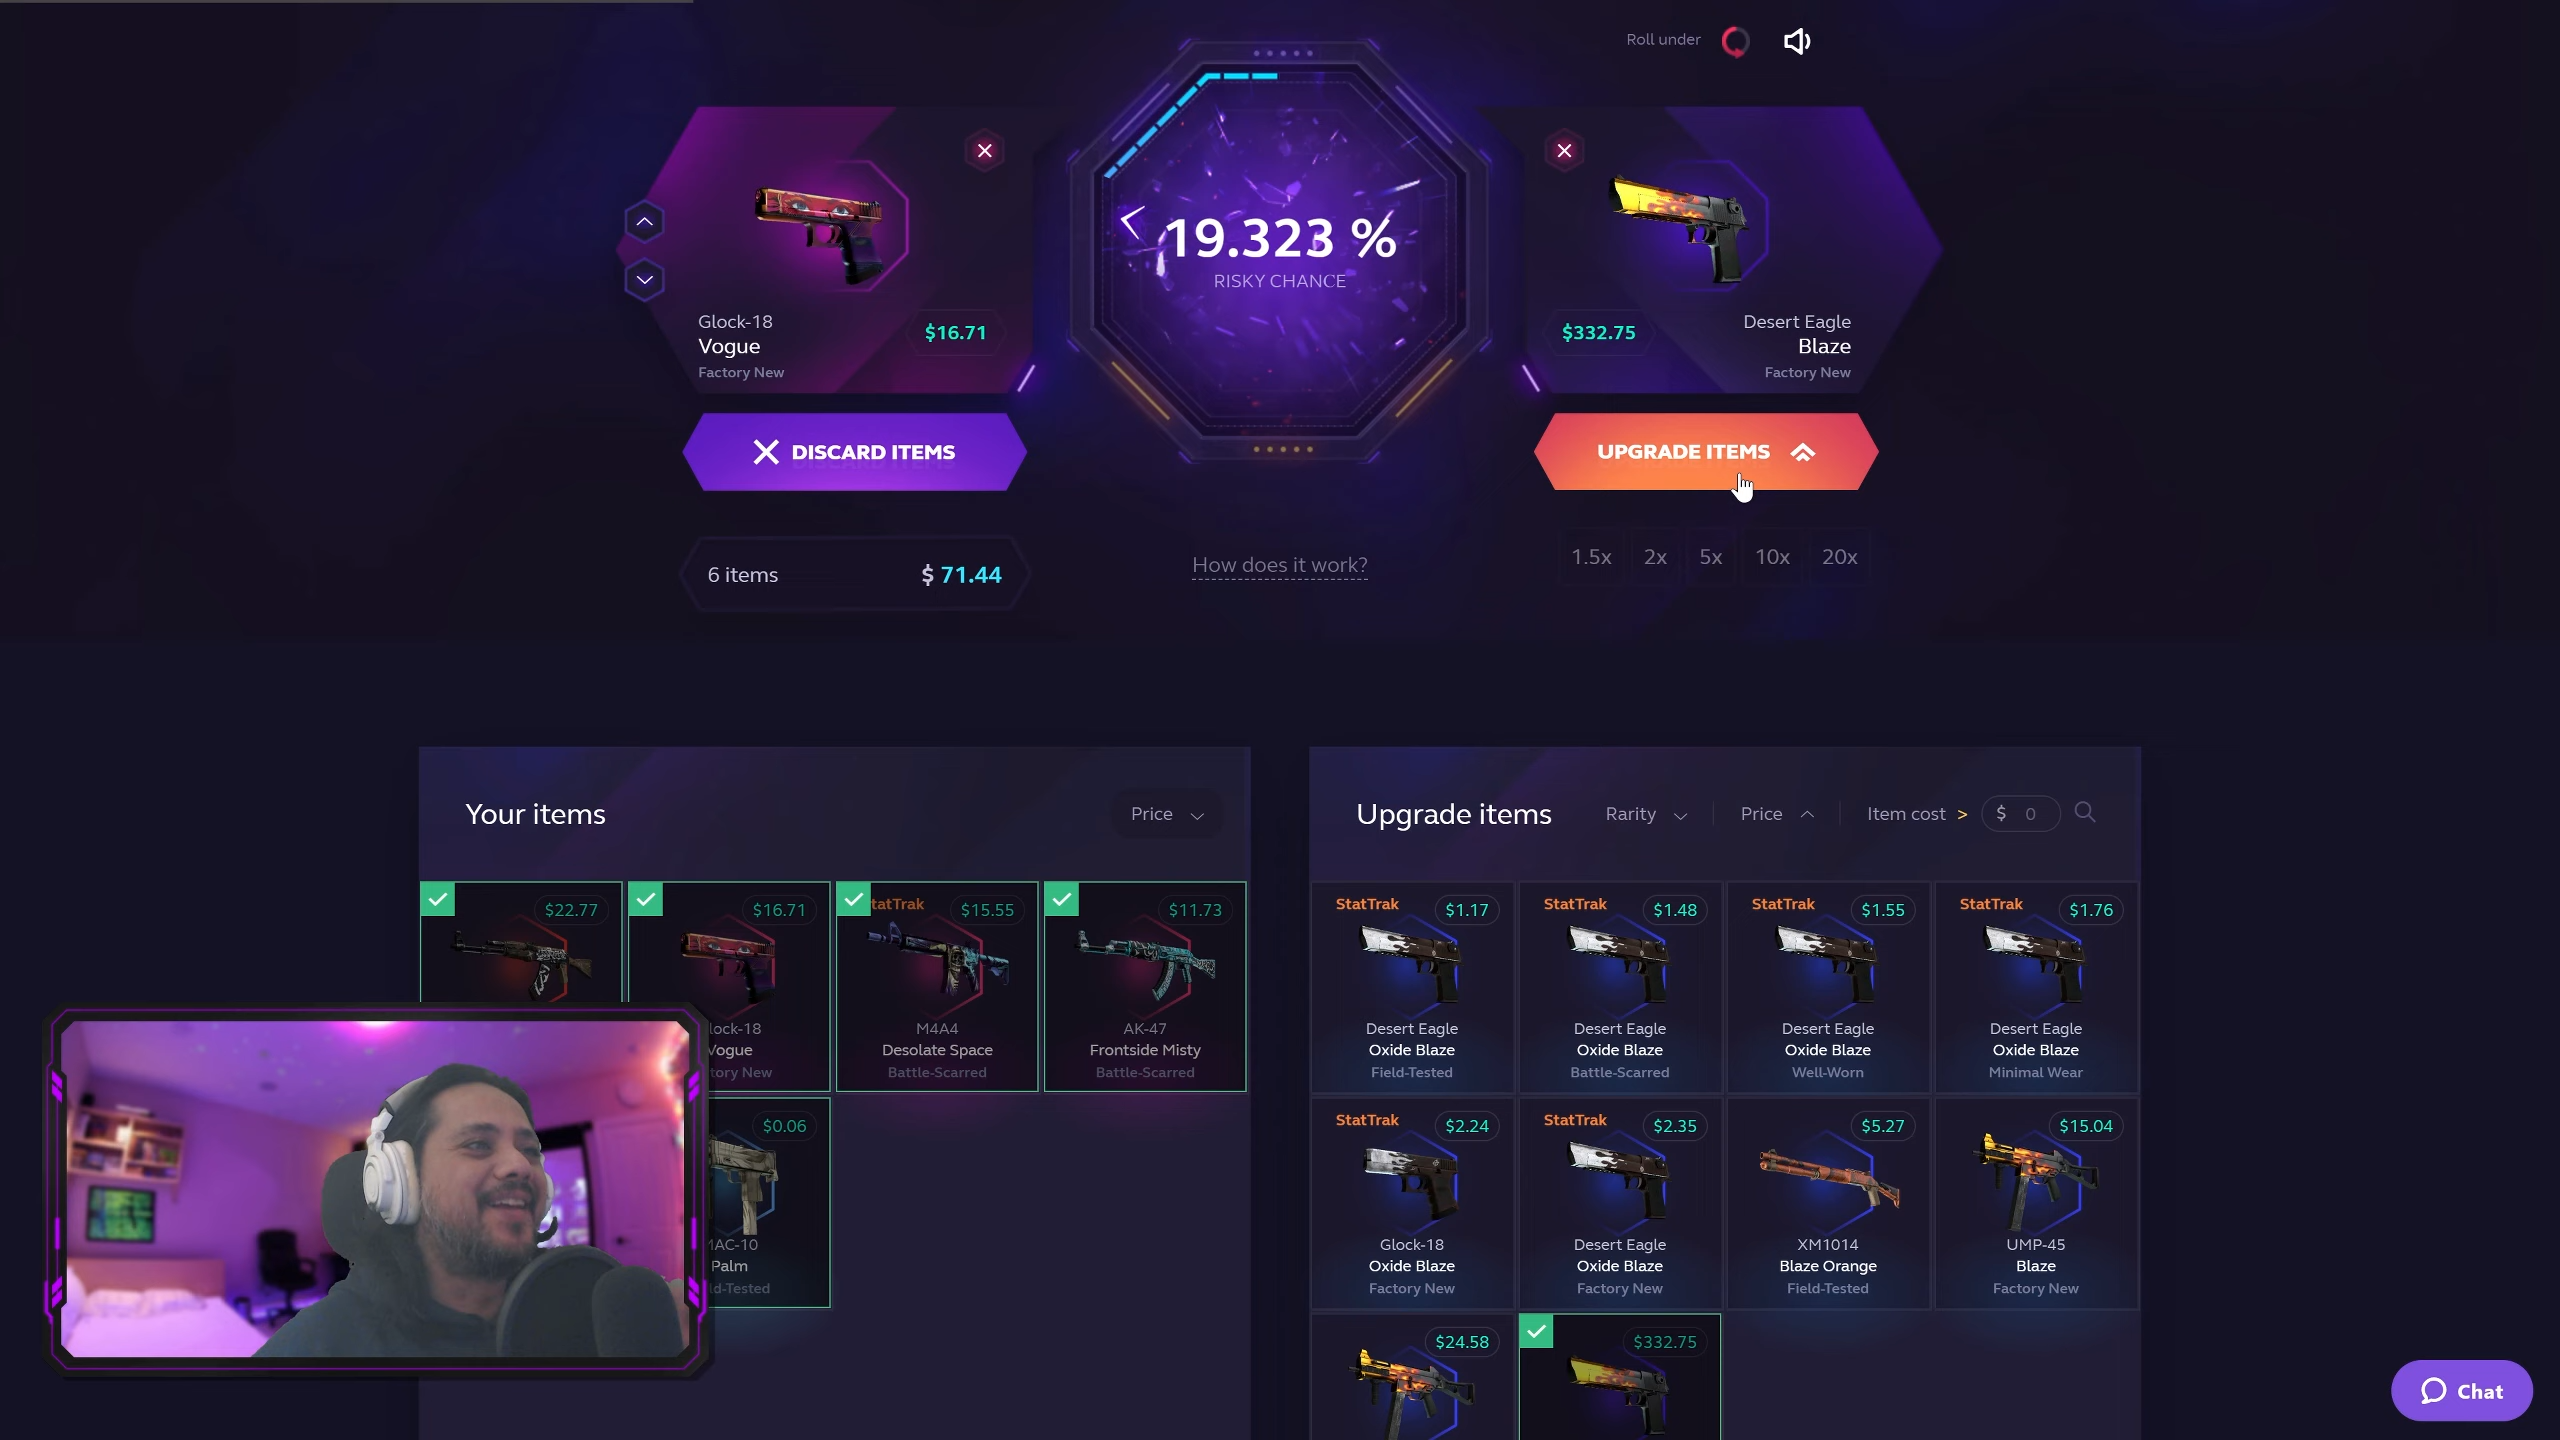 Roll under
19.323 %
RISKY CHANCE
Glock-18
Vogue
Factory New
$16.71
$332.75
Desert Eagle
Blaze
Factory New
DISCARD ITEMS
UPGRADE ITEMS
6 items
$ 71.44
How does it work?
1.5x 2x 5x 10x 20x
Your items
Price
Upgrade items
Rarity
Price
Item cost >
$ 0
$22.77
$16.71
lock-18
Vogue
tory New
tatTrak
$15.55
M4A4
Desolate Space
Battle-Scarred
$11.73
AK-47
Frontside Misty
Battle-Scarred
$0.06
MAC-10
Palm
ld-Tested
StatTrak
$1.17
Desert Eagle
Oxide Blaze
Field-Tested
StatTrak
$1.48
Desert Eagle
Oxide Blaze
Battle-Scarred
StatTrak
$1.55
Desert Eagle
Oxide Blaze
Well-Worn
StatTrak
$1.76
Desert Eagle
Oxide Blaze
Minimal Wear
StatTrak
$2.24
Glock-18
Oxide Blaze
Factory New
StatTrak
$2.35
Desert Eagle
Oxide Blaze
Factory New
$5.27
XM1014
Blaze Orange
Field-Tested
$15.04
UMP-45
Blaze
Factory New
$24.58
$332.75
Chat